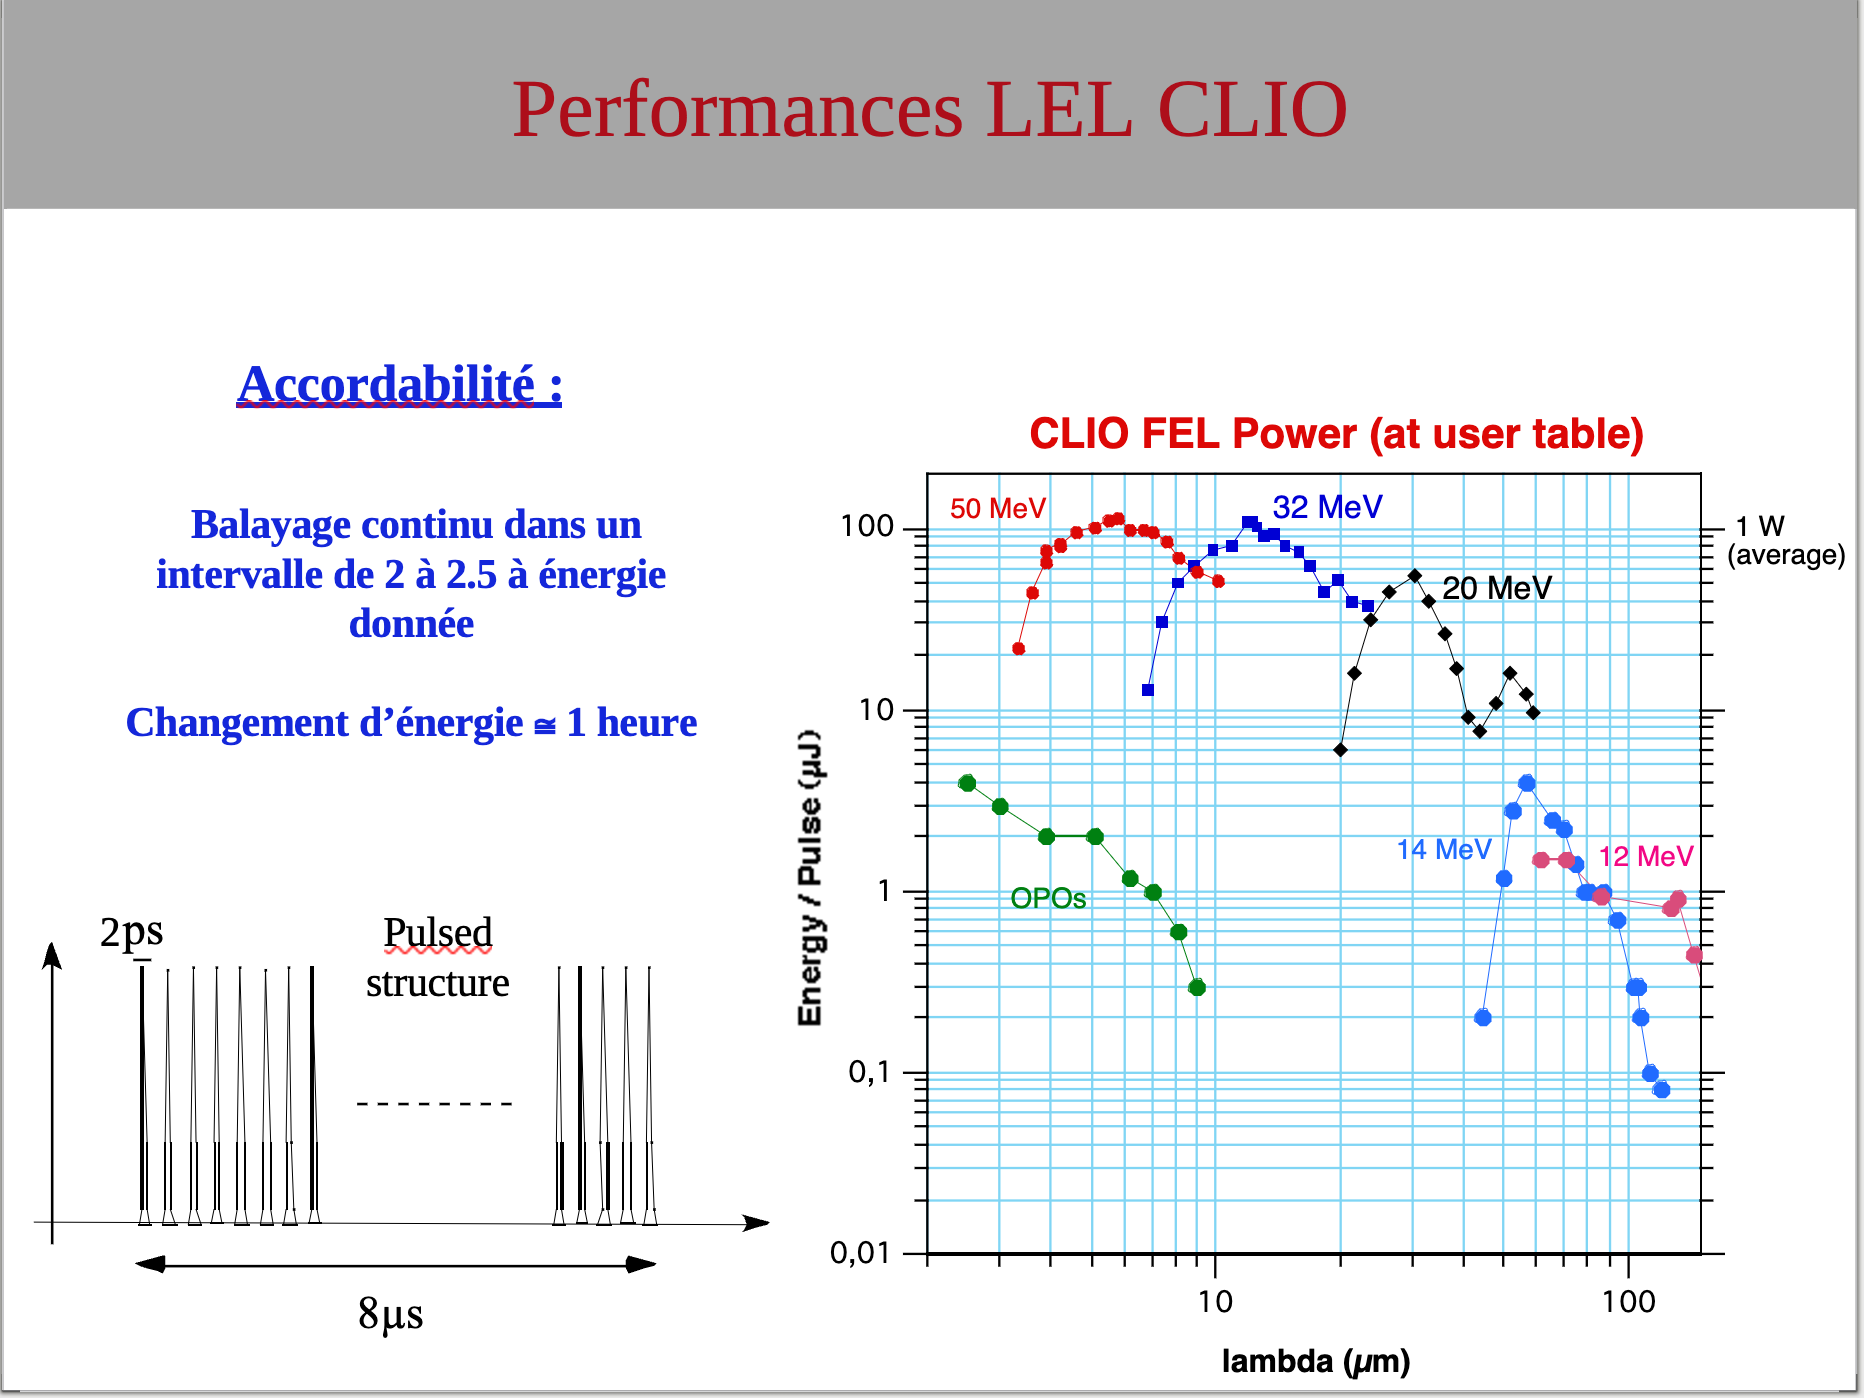 Performances LEL CLIO
Accordabilité :
Balayage continu dans un
intervalle de 2 à 2.5 à énergie
donnée
Changement d’énergie ≅ 1 heure
2ps
Pulsed
structure
8µs
CLIO FEL Power (at user table)
50 MeV
32 MeV
20 MeV
14 MeV
12 MeV
OPOs
100
10
1
0,1
0,01
1 W
(average)
Energy / Pulse (µJ)
10
100
lambda (µm)